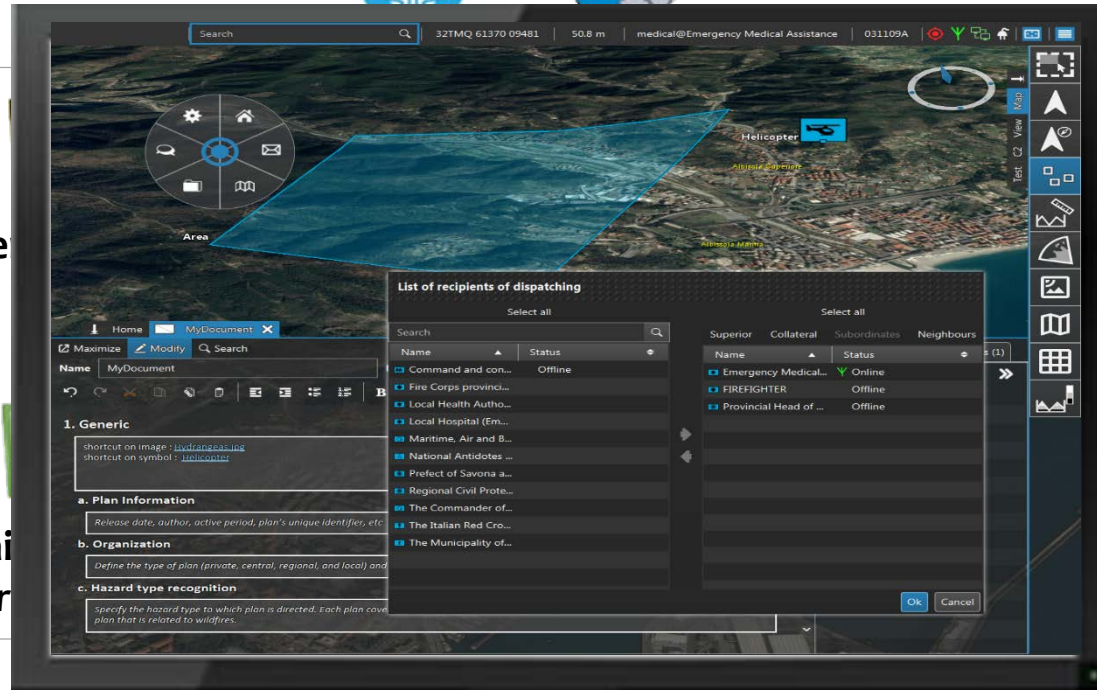 Search
32TMQ 61370 09481
50.8 m
medical@Emergency Medical Assistance
031109A
Map
View
C2
Test
Helicopter
Albisola Superiore
Albissola Marina
Area
Home
MyDocument
Maximize
Modify
Search
Name MyDocument
B
1. Generic
shortcut on image : Hydrangeas.jpg
shortcut on symbol : Helicopter
a. Plan Information
Release date, author, active period, plan's unique identifier, etc
b. Organization
Define the type of plan (private, central, regional, and local) and
c. Hazard type recognition
Specify the hazard type to which plan is directed. Each plan cove
plan that is related to wildfires.
List of recipients of dispatching
Select all
Search
Name Status
Command and con... Offline
Fire Corps provinci...
Local Health Autho...
Local Hospital (Em...
Maritime, Air and B...
National Antidotes ...
Prefect of Savona a...
Regional Civil Prote...
The Commander of...
The Italian Red Cro...
The Municipality of...
Select all
Superior Collateral Subordinates Neighbours
Name Status
Emergency Medical... Online
FIREFIGHTER Offline
Provincial Head of ... Offline
Ok Cancel
s (1)